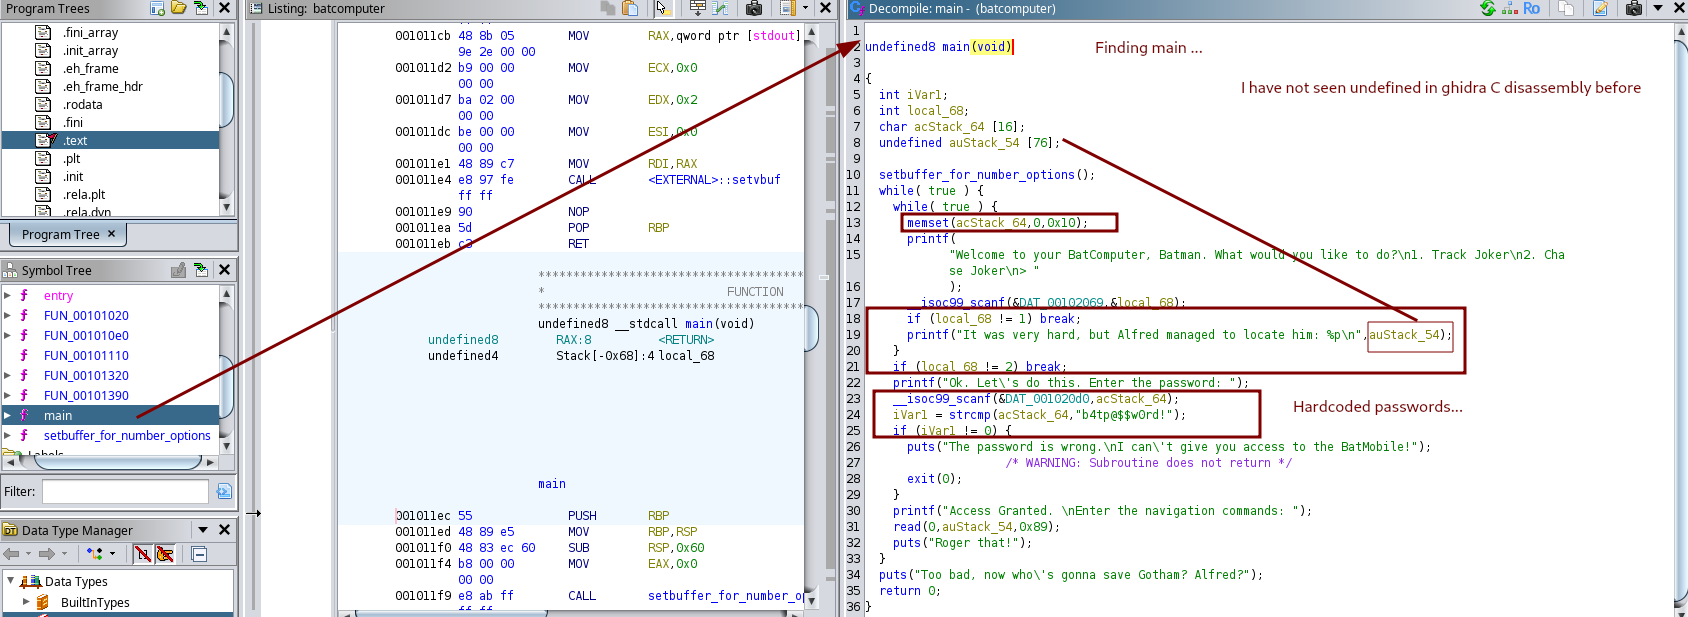 Program Trees
.fini_array
.init_array
.eh_frame
.eh_frame_hdr
.rodata
.fini
.text
.plt
.init
.rela.plt
.rela.dyn
Program Tree ×
Symbol Tree
entry
FUN_00101020
FUN_001010e0
FUN_00101110
FUN_00101320
FUN_00101390
main
setbuffer_for_number_options
Labels
Filter:
Data Type Manager
Data Types
BuiltInTypes
Listing: batcomputer
001011cb 48 8b 05 MOV RAX,qword ptr [stdout]
9e 2e 00 00
001011d2 b9 00 00 MOV ECX,0x0
00 00
001011d7 ba 02 00 MOV EDX,0x2
00 00
001011dc be 00 00 MOV ESI,0x0
00 00
001011e1 48 89 c7 MOV RDI,RAX
001011e4 e8 97 fe CALL <EXTERNAL>::setvbuf
ff ff
001011e9 90 NOP
001011ea 5d POP RBP
001011eb c3 RET
****************************************
* FUNCTION
****************************************
undefined8 __stdcall main(void)
undefined8 RAX:8 <RETURN>
undefined4 Stack[-0x68]:4 local_68
main
001011ec 55 PUSH RBP
001011ed 48 89 e5 MOV RBP,RSP
001011f0 48 83 ec 60 SUB RSP,0x60
001011f4 b8 00 00 MOV EAX,0x0
00 00
001011f9 e8 ab ff CALL setbuffer_for_number_o
ff ff
Decompile: main - (batcomputer)
Ro
1
2 undefined8 main(void)
Finding main ...
3
4 {
I have not seen undefined in ghidra C disassembly before
5 int iVar1;
6 int local_68;
7 char acStack_64 [16];
8 undefined auStack_54 [76];
9
10 setbuffer_for_number_options();
11 while( true ) {
12 while( true ) {
13 memset(acStack_64,0,0x10);
14 printf(
15 "Welcome to your BatComputer, Batman. What would you like to do?\n1. Track Joker\n2. Cha
se Joker\n> "
16 );
17 __isoc99_scanf(&DAT_00102069,&local_68);
18 if (local_68 != 1) break;
19 printf("It was very hard, but Alfred managed to locate him: %p\n",auStack_54);
20 }
21 if (local_68 != 2) break;
22 printf("Ok. Let\'s do this. Enter the password: ");
23 __isoc99_scanf(&DAT_001020d0,acStack_64);
24 iVar1 = strcmp(acStack_64,"b4tp@$$w0rd!");
Hardcoded passwords...
25 if (iVar1 != 0) {
26 puts("The password is wrong.\nI can\'t give you access to the BatMobile!");
27 /* WARNING: Subroutine does not return */
28 exit(0);
29 }
30 printf("Access Granted. \nEnter the navigation commands: ");
31 read(0,auStack_54,0x89);
32 puts("Roger that!");
33 }
34 puts("Too bad, now who\'s gonna save Gotham? Alfred?");
35 return 0;
36 }